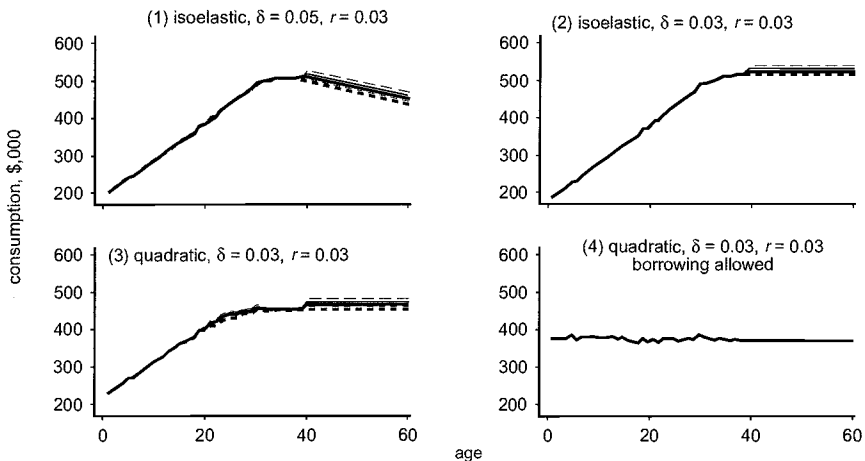 (1) isoelastic, δ = 0.05, r = 0.03
(2) isoelastic, δ = 0.03, r = 0.03
600
500
400
300
200
600
500
400
300
200
consumption, $,000
(3) quadratic, δ = 0.03, r = 0.03
(4) quadratic, δ = 0.03, r = 0.03
borrowing allowed
600
500
400
300
200
600
500
400
300
200
0 20 40 60
0 20 40 60
age